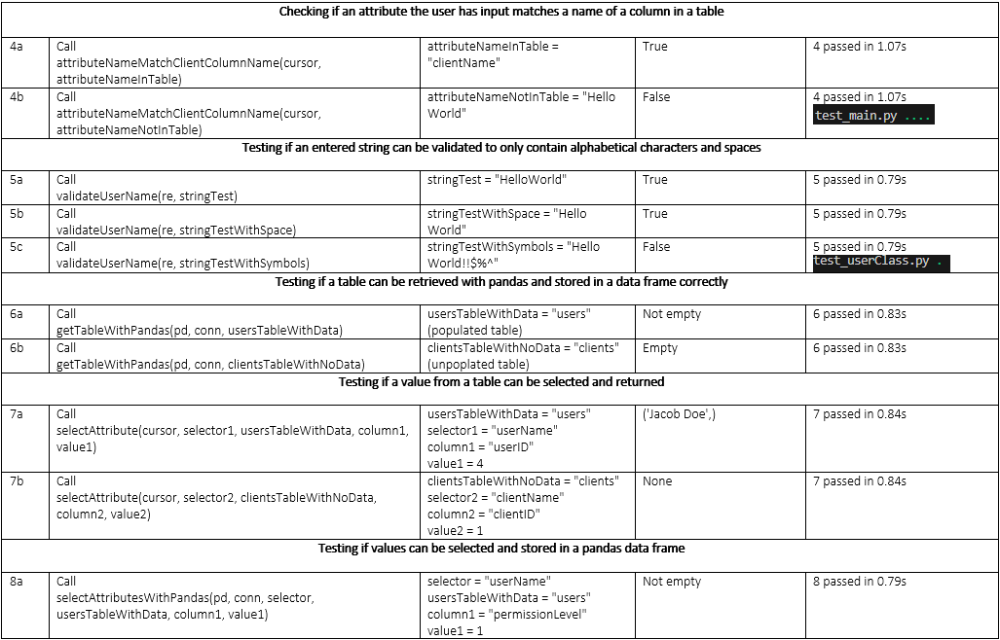 Checking if an attribute the user has input matches a name of a column in a table
4a
Call
attributeNameMatchClientColumnName(cursor,
attributeNameInTable)
attributeNameInTable =
"clientName"
True
4 passed in 1.07s
4b
Call
attributeNameMatchClientColumnName(cursor,
attributeNameNotInTable)
attributeNameNotInTable = "Hello
World"
False
4 passed in 1.07s
test_main.py ....
Testing if an entered string can be validated to only contain alphabetical characters and spaces
5a
Call
validateUserName(re, stringTest)
stringTest = "HelloWorld"
True
5 passed in 0.79s
5b
Call
validateUserName(re, stringTestWithSpace)
stringTestWithSpace = "Hello
World"
True
5 passed in 0.79s
5c
Call
validateUserName(re, stringTestWithSymbols)
stringTestWithSymbols = "Hello
World!!$%^"
False
5 passed in 0.79s
test_userClass.py .
Testing if a table can be retrieved with pandas and stored in a data frame correctly
6a
Call
getTableWithPandas(pd, conn, usersTableWithData)
usersTableWithData = "users"
(populated table)
Not empty
6 passed in 0.83s
6b
Call
getTableWithPandas(pd, conn, clientsTableWithNoData)
clientsTableWithNoData = "clients"
(unpoplated table)
Empty
6 passed in 0.83s
Testing if a value from a table can be selected and returned
7a
Call
selectAttribute(cursor, selector1, usersTableWithData, column1,
value1)
usersTableWithData = "users"
selector1 = "userName"
column1 = "userID"
value1 = 4
('Jacob Doe',)
7 passed in 0.84s
7b
Call
selectAttribute(cursor, selector2, clientsTableWithNoData,
column2, value2)
clientsTableWithNoData = "clients"
selector2 = "clientName"
column2 = "clientID"
value2 = 1
None
7 passed in 0.84s
Testing if values can be selected and stored in a pandas data frame
8a
Call
selectAttributesWithPandas(pd, conn, selector,
usersTableWithData, column1, value1)
selector = "userName"
usersTableWithData = "users"
column1 = "permissionLevel"
value1 = 1
Not empty
8 passed in 0.79s